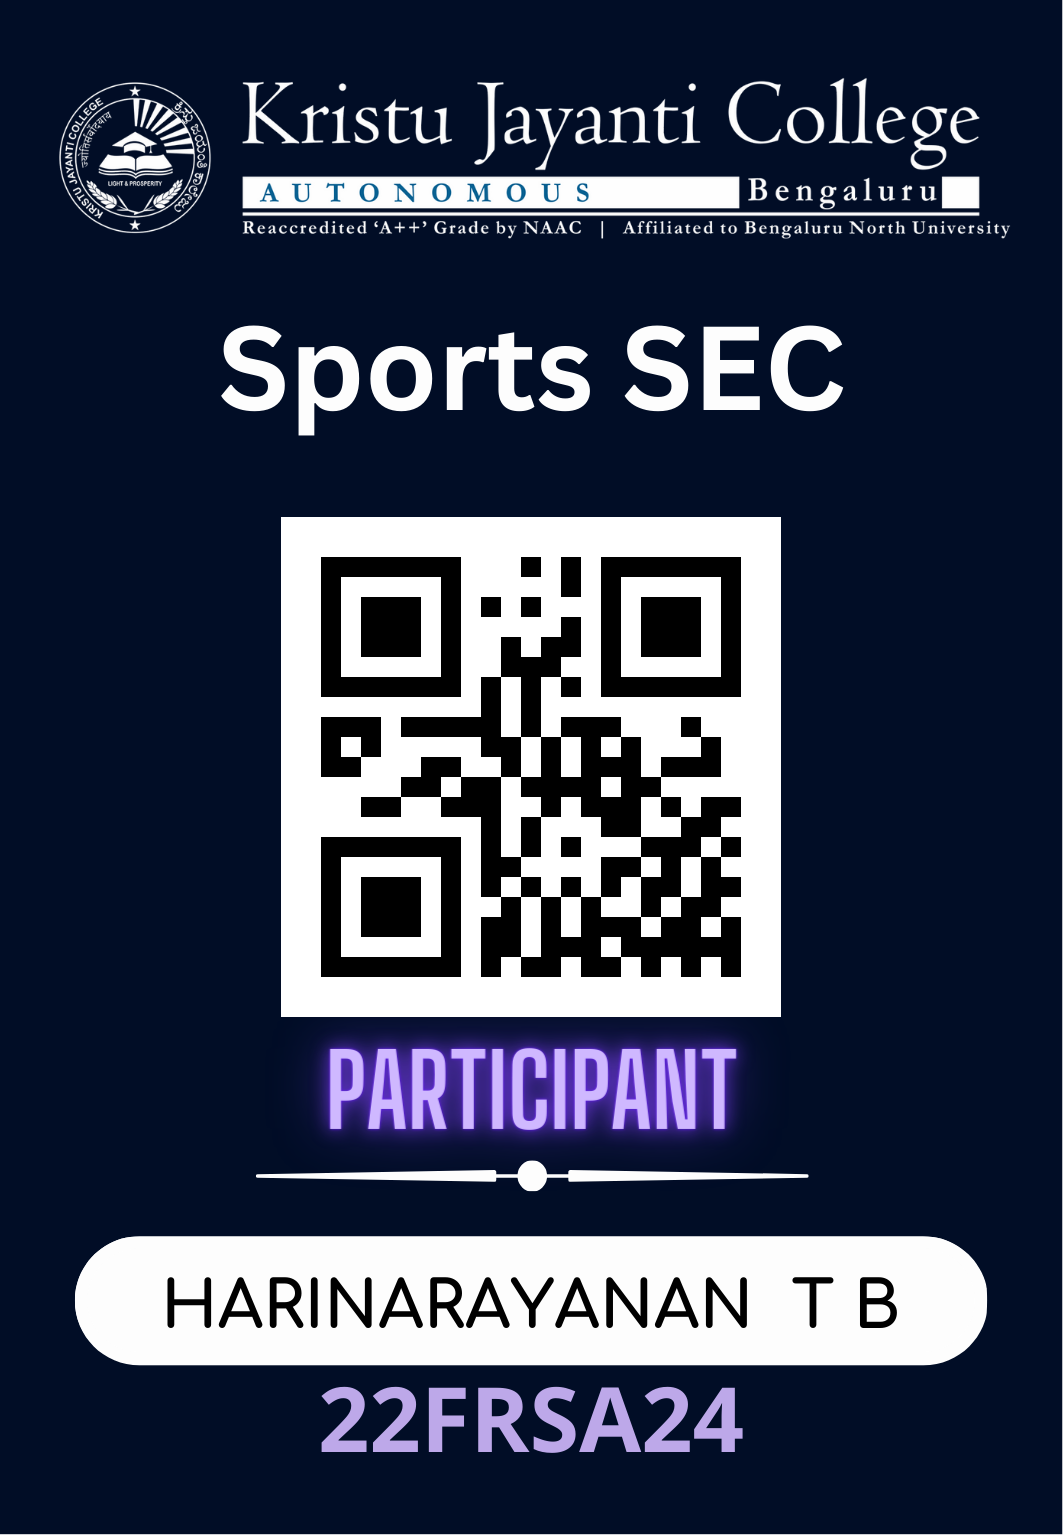 KRISTU JAYANTI COLLEGE
LIGHT & PROSPERITY
Kristu Jayanti College
AUTONOMOUS Bengaluru
Reaccredited ‘A++’ Grade by NAAC | Affiliated to Bengaluru North University
Sports SEC
PARTICIPANT
HARINARAYANAN T B
22FRSA24